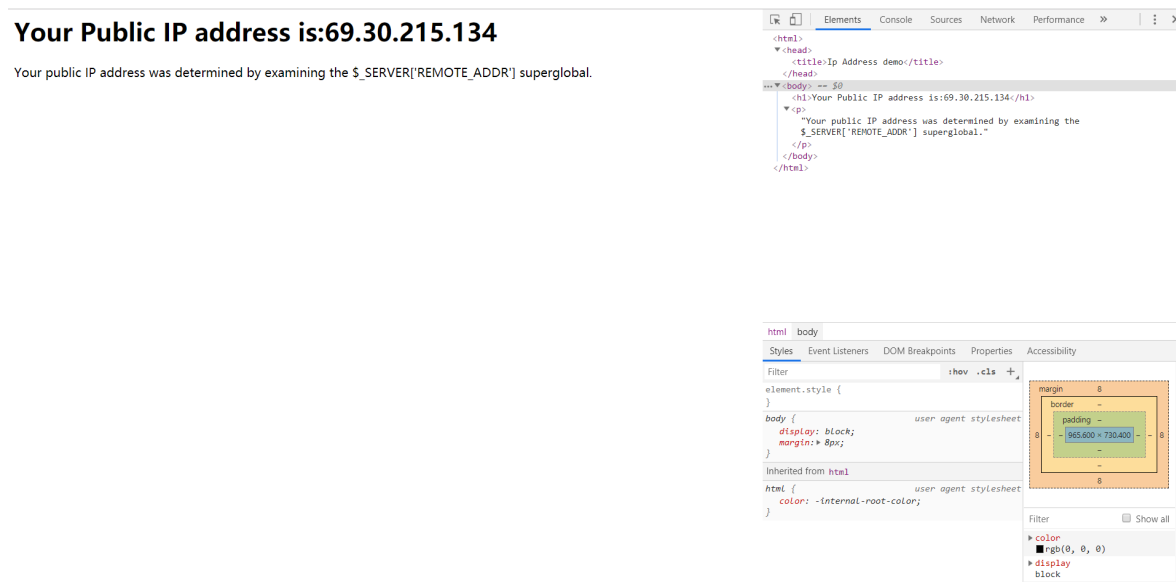 Your Public IP address is:69.30.215.134
Your public IP address was determined by examining the $_SERVER['REMOTE_ADDR'] superglobal.
Elements Console Sources Network Performance »
<html>
<head>
<title>Ip Address demo</title>
</head>
<body> == $0
<h1>Your Public IP address is:69.30.215.134</h1>
<p>
"Your public IP address was determined by examining the
$_SERVER['REMOTE_ADDR'] superglobal."
</p>
</body>
</html>
html body
Styles Event Listeners DOM Breakpoints Properties Accessibility
Filter :hov .cls +
element.style {
}
body { user agent stylesheet
display: block;
margin: 8px;
}
Inherited from html
html { user agent stylesheet
color: -internal-root-color;
}
margin 8
border –
padding –
8 – – 965.600 × 730.400 – – 8
–
–
8
Filter Show all
color
rgb(0, 0, 0)
display
block